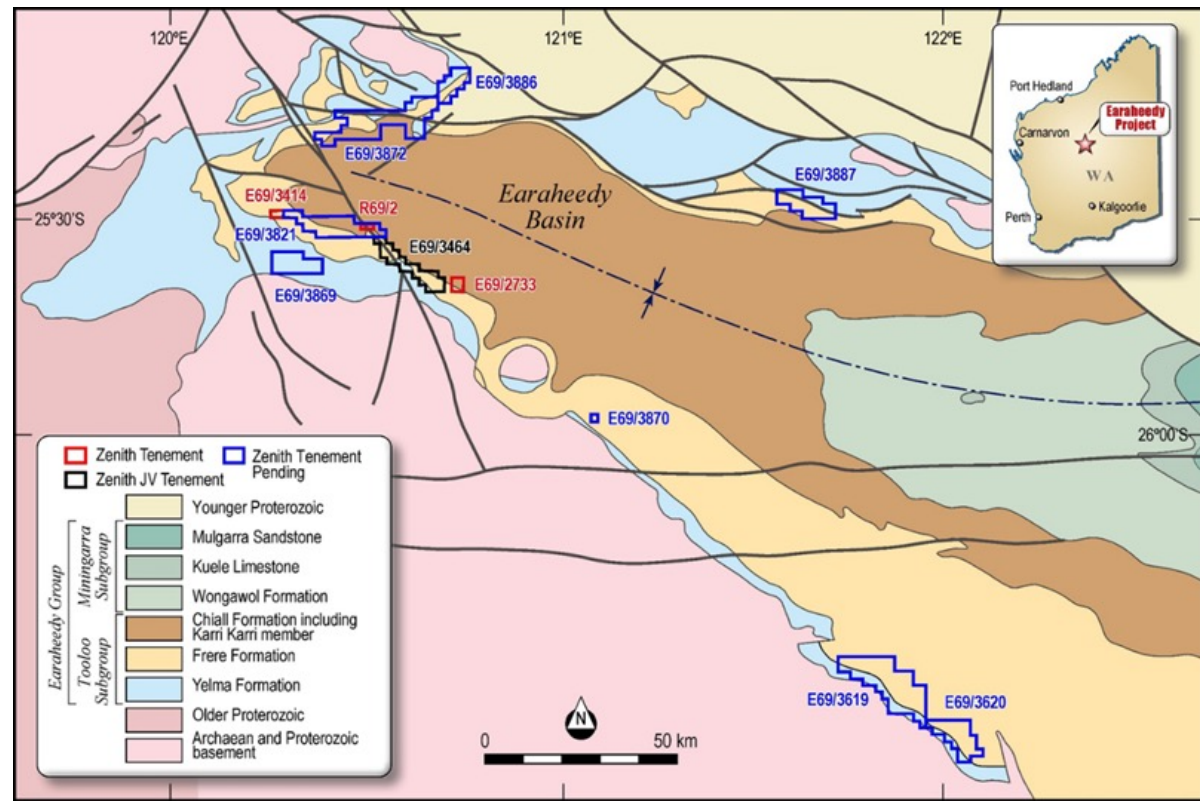 120°E
121°E
122°E
E69/3886
Port Hedland
Earaheedy
Project
Carnarvon
WA
Perth
Kalgoorlie
E69/3872
E69/3887
Earaheedy
Basin
E69/3414
R69/2
25°30'S
E69/3821
E69/3464
E69/3869
E69/2733
E69/3870
26°00'S
Zenith Tenement
Zenith Tenement
Pending
Zenith JV Tenement
Younger Proterozoic
Earaheedy Group
Miningarra
Subgroup
Mulgarra Sandstone
Kuele Limestone
Wongawol Formation
Tooloo
Subgroup
Chiall Formation including
Karri Karri member
Frere Formation
Yelma Formation
Older Proterozoic
Archaean and Proterozoic
basement
E69/3619
E69/3620
N
0
50 km